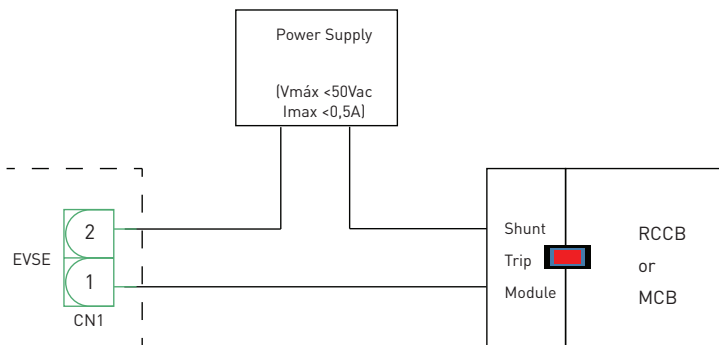 Power Supply
(Vmáx <50Vac
Imax <0,5A)
EVSE
2
1
CN1
Shunt
Trip
Module
RCCB
or
MCB